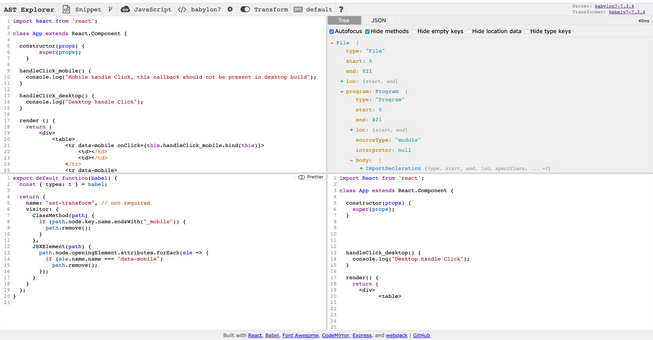 AST Explorer Snippet JavaScript </> babylon7 Transform default ?
Parser: babylon7-7.3.4
Transformer: babelv7-7.3.4
1 import React from 'react';
2
3 class App extends React.Component {
4
5 constructor(props) {
6 super(props);
7 }
8
9 handleClick_mobile() {
10 console.log("Mobile handle Click, this callback should not be present in desktop build");
11 }
12
13 handleClick_desktop() {
14 console.log("Desktop handle Click");
15 }
16
17 render () {
18 return (
19 <div>
20 <table>
21 <tr data-mobile onClick={this.handleClick_mobile.bind(this)}>
22 <td></td>
23 <td></td>
24 </tr>
25 <tr data-mobile>
Tree JSON 45ms
Autofocus Hide methods Hide empty keys Hide location data Hide type keys
- File {
type: "File"
start: 0
end: 821
+ loc: {start, end}
- program: Program {
type: "Program"
start: 0
end: 821
+ loc: {start, end}
sourceType: "module"
interpreter: null
- body: [
+ ImportDeclaration {type, start, end, loc, specifiers, ... +2}
Prettier
1 export default function(babel) {
2 const { types: t } = babel;
3
4 return {
5 name: "ast-transform", // not required
6 visitor: {
7 ClassMethod(path) {
8 if (path.node.key.name.endsWith("_mobile")) {
9 path.remove();
10 }
11 },
12 JSXElement(path) {
13 path.node.openingElement.attributes.forEach(ele => {
14 if (ele.name.name === "data-mobile")
15 path.remove();
16 });
17 }
18 }
19 };
20 }
21
1 import React from 'react';
2
3 class App extends React.Component {
4
5 constructor(props) {
6 super(props);
7 }
8
9
10
11
12
13 handleClick_desktop() {
14 console.log("Desktop handle Click");
15 }
16
17 render() {
18 return (
19 <div>
20 <table>
21
22
23
24
25
Built with React, Babel, Font Awesome, CodeMirror, Express, and webpack | GitHub